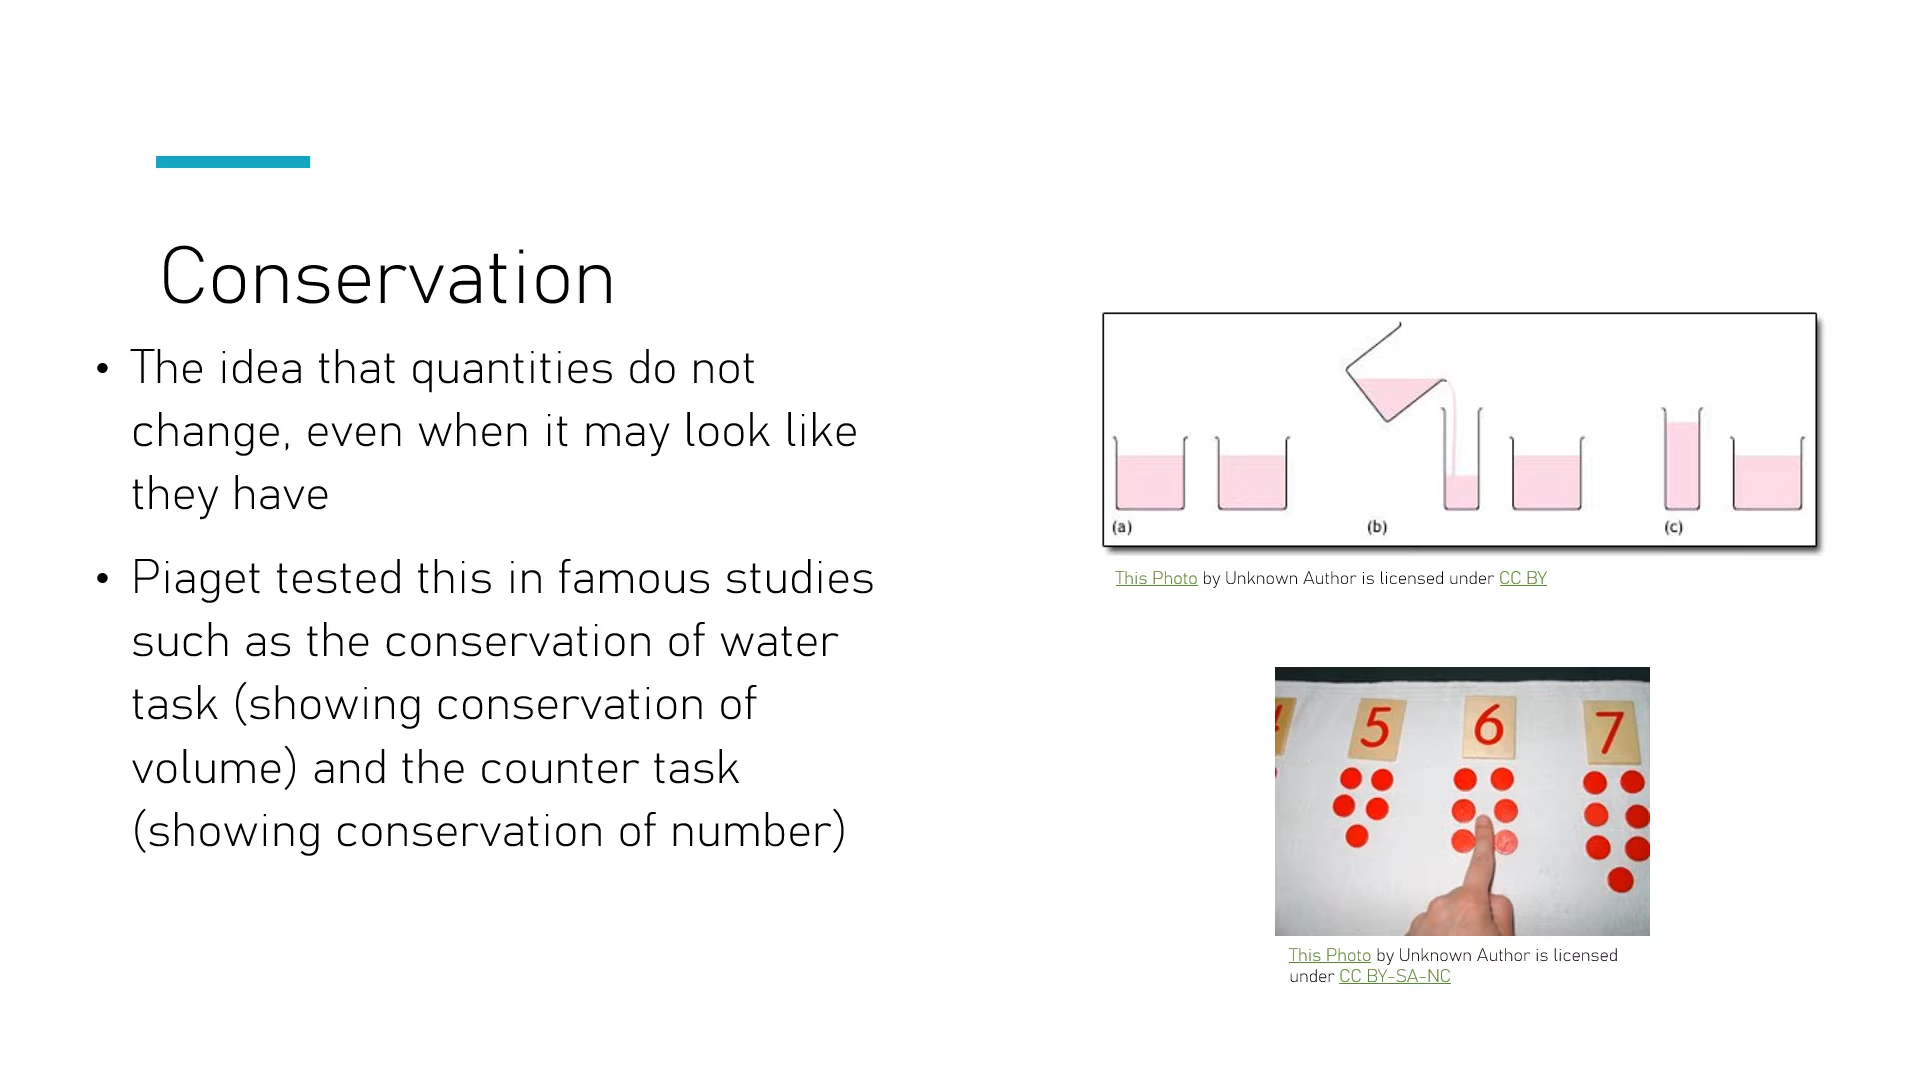 Conservation
• The idea that quantities do not
change, even when it may look like
they have
• Piaget tested this in famous studies
such as the conservation of water
task (showing conservation of
volume) and the counter task
(showing conservation of number)
(a)
(b)
(c)
This Photo by Unknown Author is licensed under CC BY
5
6
7
This Photo by Unknown Author is licensed
under CC BY-SA-NC